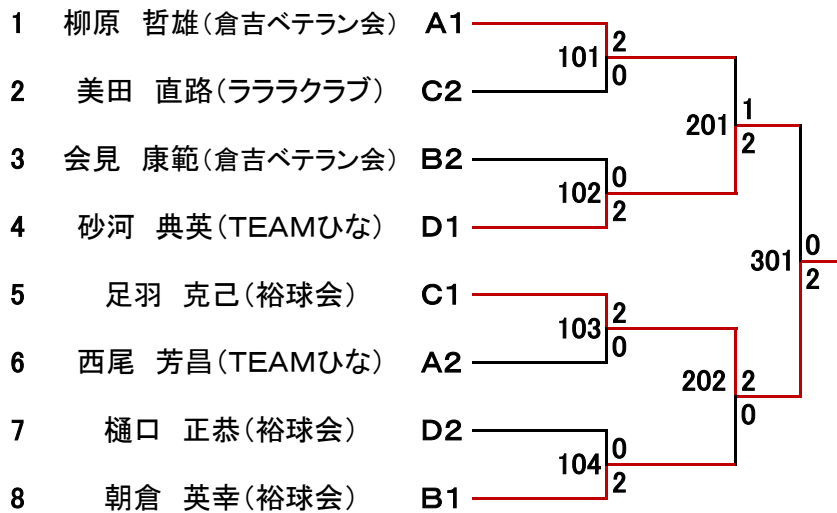 1 柳原 哲雄(倉吉ベテラン会) A1
2 美田 直路(ラララクラブ) C2
3 会見 康範(倉吉ベテラン会) B2
4 砂河 典英(TEAMひな) D1
5 足羽 克己(裕球会) C1
6 西尾 芳昌(TEAMひな) A2
7 樋口 正恭(裕球会) D2
8 朝倉 英幸(裕球会) B1
101 2 0
102 0 2
103 2 0
104 0 2
201 1 2
202 2 0
301 0 2